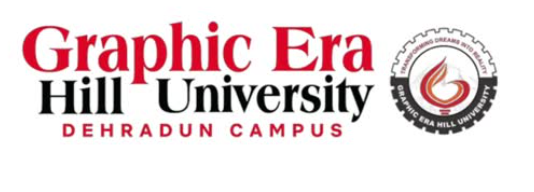 Graphic Era
Hill University
DEHRADUN CAMPUS
TRANSFORMING DREAMS INTO REALITY
GRAPHIC ERA HILL UNIVERSITY